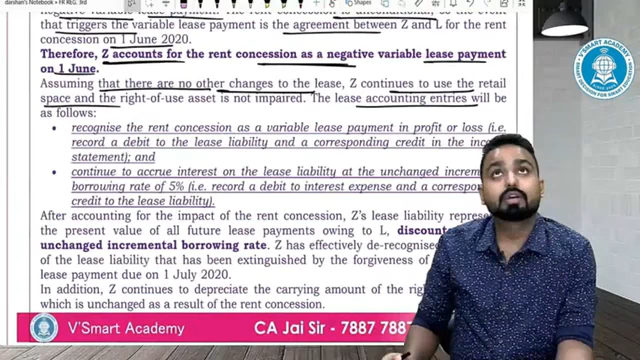 darshan's notebook - FR REG .3rd
negative variable lease payment. The rent concession is unconditional, so the event
that triggers the variable lease payment is the agreement between Z and L for the rent
concession on 1 June 2020.
Therefore, Z accounts for the rent concession as a negative variable lease payment
on 1 June.
Assuming that there are no other changes to the lease, Z continues to use the retail
space and the right-of-use asset is not impaired. The lease accounting entries will be
as follows:
• recognise the rent concession as a variable lease payment in profit or loss (i.e.
record a debit to the lease liability and a corresponding credit in the inco
statement); and
• continue to accrue interest on the lease liability at the unchanged increm
borrowing rate of 5% (i.e. record a debit to interest expense and a correspo
credit to the lease liability).
After accounting for the impact of the rent concession, Z's lease liability repre
the present value of all future lease payments owing to L, discount
unchanged incremental borrowing rate. Z has effectively de-recognised
of the lease liability that has been extinguished by the forgiveness of
lease payment due on 1 July 2020.
In addition, Z continues to depreciate the carrying amount of the rig
which is unchanged as a result of the rent concession.
V'SMART ACADEMY
V'Smart Academy CA Jai Sir - 7887 7887